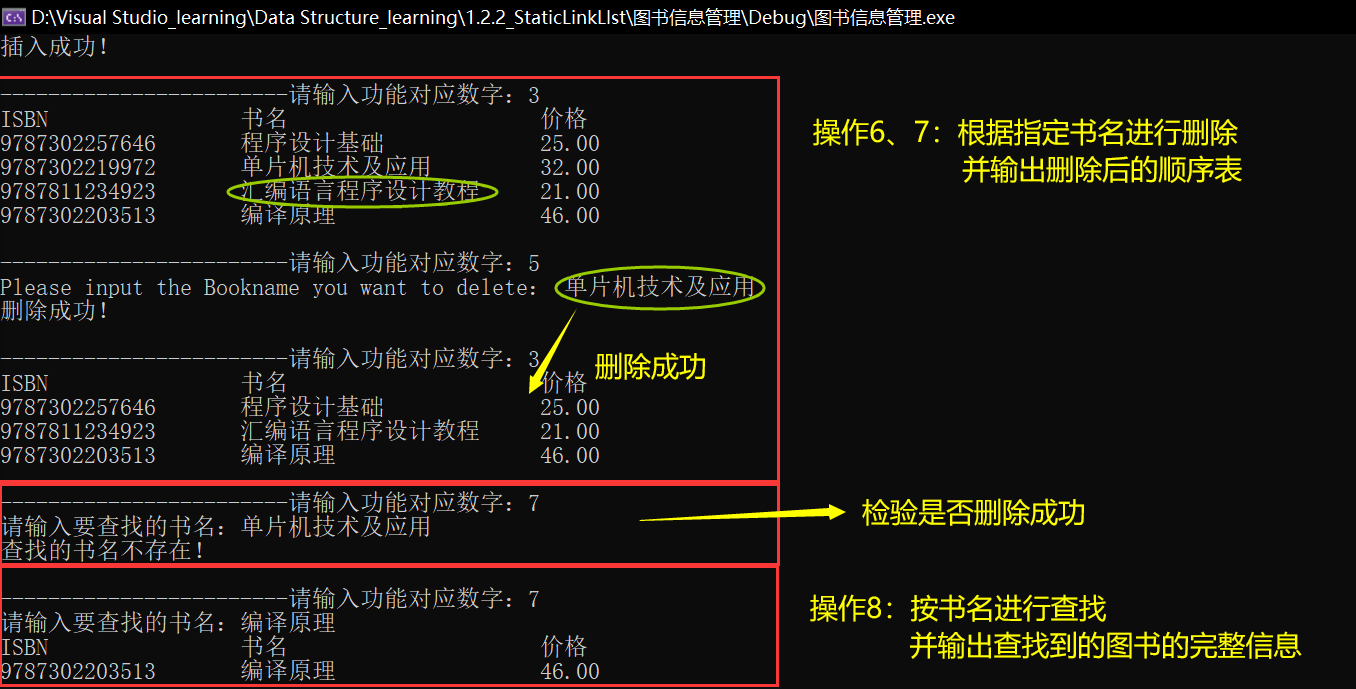 D:\Visual Studio_learning\Data Structure_learning\1.2.2_StaticLinkLIst\图书信息管理\Debug\图书信息管理.exe
插入成功!
------------------------请输入功能对应数字: 3
ISBN 书名 价格
9787302257646 程序设计基础 25.00
9787302219972 单片机技术及应用 32.00
9787811234923 汇编语言程序设计教程 21.00
9787302203513 编译原理 46.00
操作6、7：根据指定书名进行删除
并输出删除后的顺序表
------------------------请输入功能对应数字: 5
Please input the Bookname you want to delete: 单片机技术及应用
删除成功!
------------------------请输入功能对应数字: 3
删除成功
ISBN 书名 价格
9787302257646 程序设计基础 25.00
9787811234923 汇编语言程序设计教程 21.00
9787302203513 编译原理 46.00
------------------------请输入功能对应数字: 7
请输入要查找的书名: 单片机技术及应用
查找的书名不存在!
检验是否删除成功
------------------------请输入功能对应数字: 7
请输入要查找的书名: 编译原理
ISBN 书名 价格
9787302203513 编译原理 46.00
操作8：按书名进行查找
并输出查找到的图书的完整信息